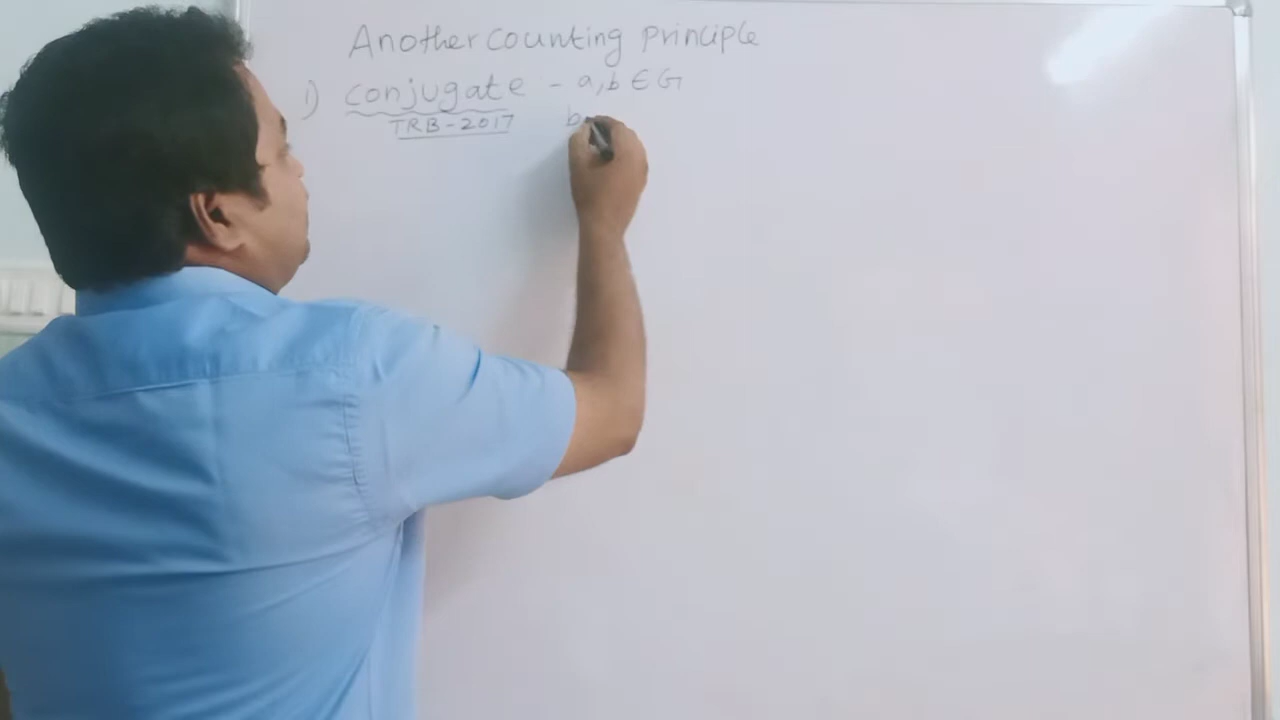 Another counting principle
1) conjugate - a, b ∈ G
TRB-2017 b